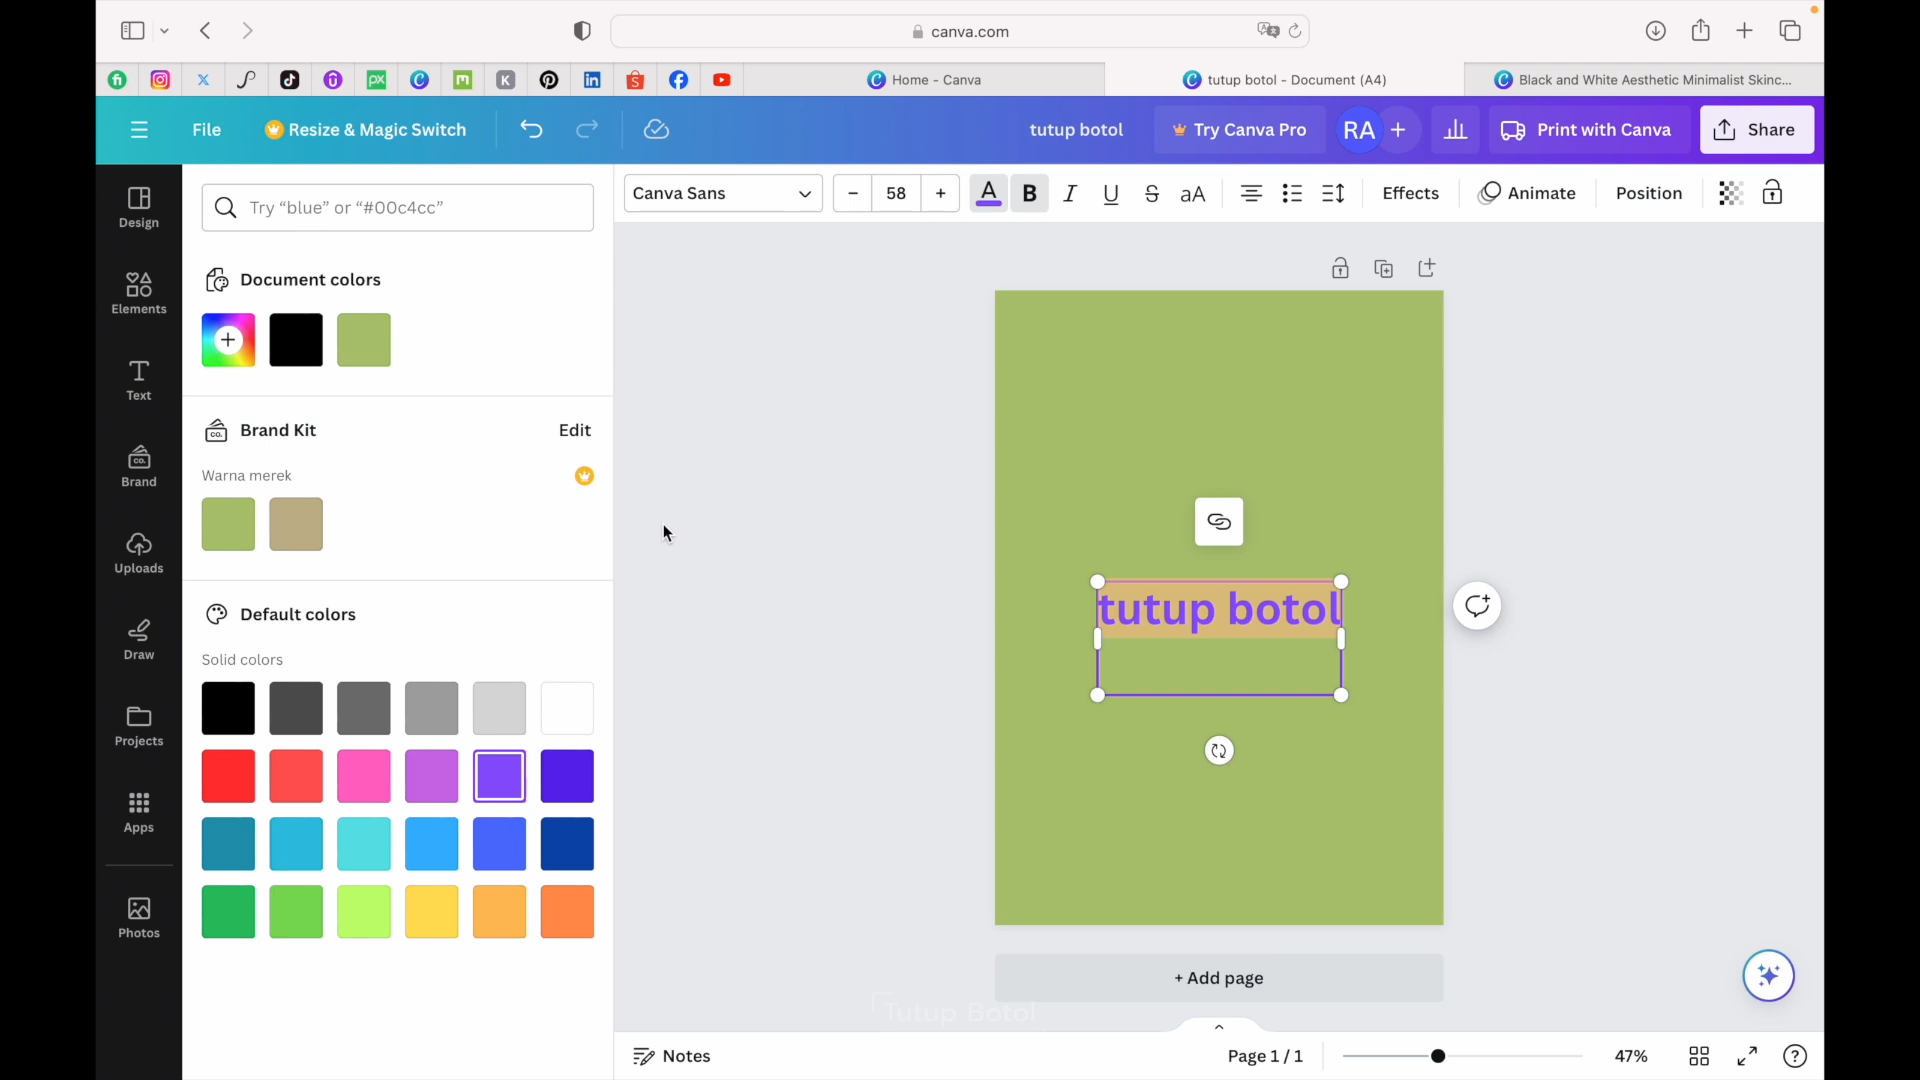 canva.com
Home - Canva
tutup botol - Document (A4)
Black and White Aesthetic Minimalist Skinc...
File
Resize & Magic Switch
tutup botol
Try Canva Pro
RA
Print with Canva
Share
Design
Elements
Text
Brand
Uploads
Draw
Projects
Apps
Photos
Try “blue” or “#00c4cc”
Document colors
Brand Kit
Edit
Warna merek
Default colors
Solid colors
Canva Sans
58
A
B
I
U
S
aA
Effects
Animate
Position
tutup botol
+ Add page
Tutup Botol
Notes
Page 1 / 1
47%